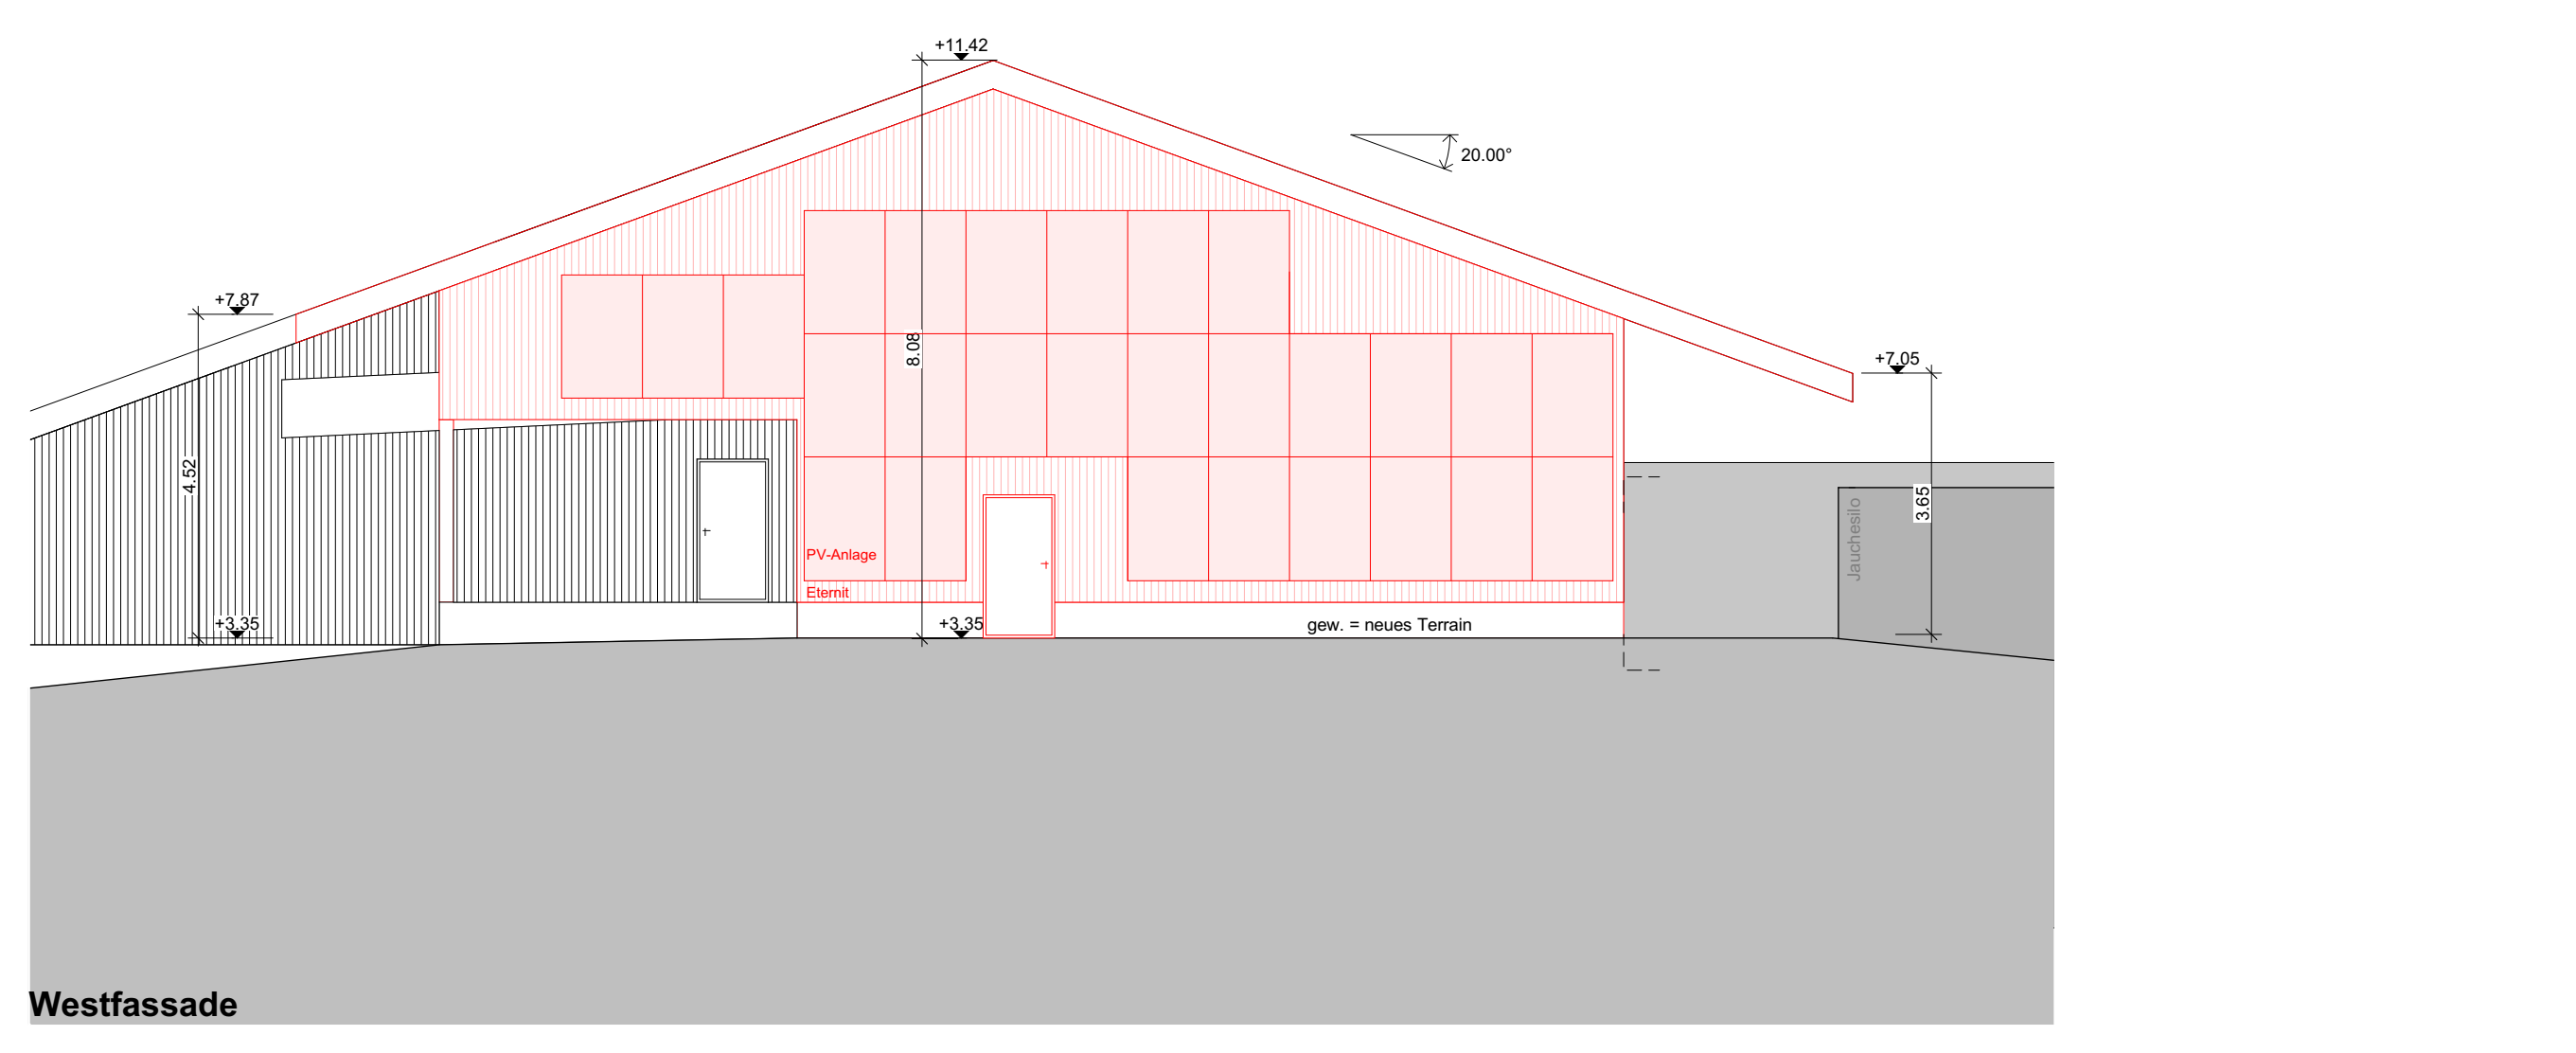 +11.42
20.00°
+7.87
8.08
+7.05
4.52
3.65
Jauchesilo
PV-Anlage
Eternit
+3.35
+3.35
gew. = neues Terrain
Westfassade